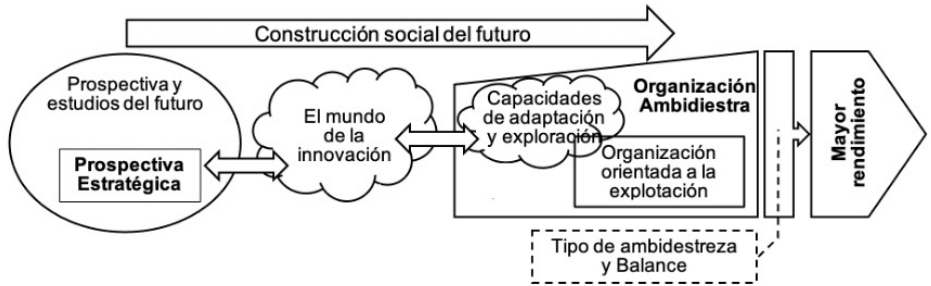 Construcción social del futuro
Prospectiva y
estudios del futuro
Prospectiva
Estratégica
El mundo
de la
innovación
Capacidades
de adaptación
y exploración
Organización
Ambidiestra
Organización
orientada a la
explotación
Tipo de ambidestreza
y Balance
Mayor
rendimiento